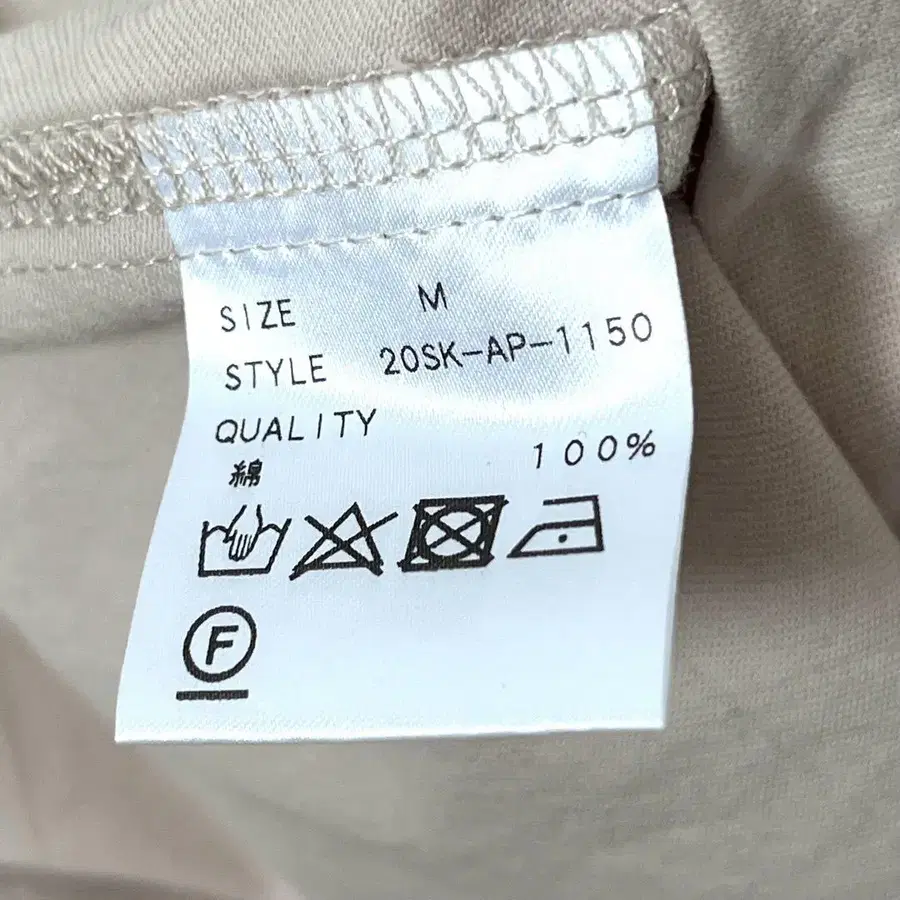 SIZE M
STYLE 20SK-AP-1150
QUALITY
綿 100%
F